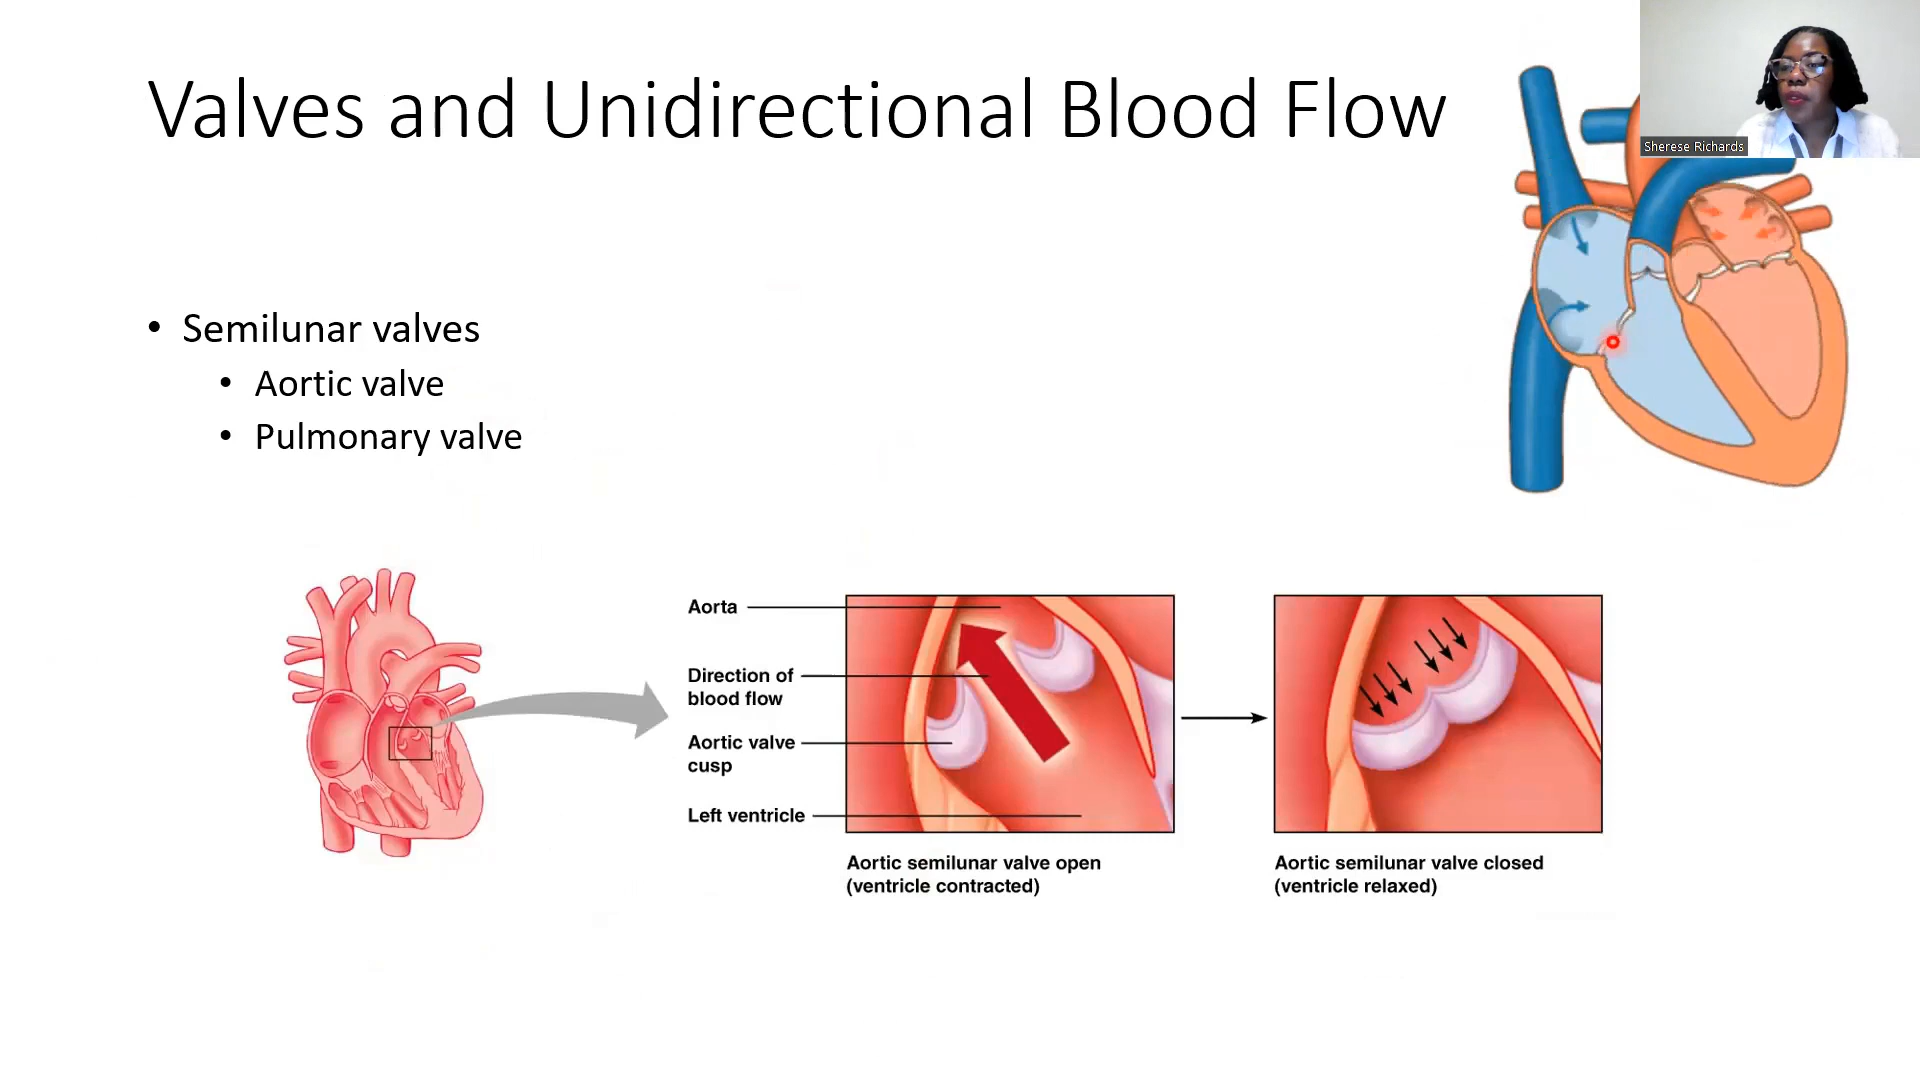 Valves and Unidirectional Blood Flow
Sherese Richards
• Semilunar valves
• Aortic valve
• Pulmonary valve
Aorta
Direction of
blood flow
Aortic valve
cusp
Left ventricle
Aortic semilunar valve open
(ventricle contracted)
Aortic semilunar valve closed
(ventricle relaxed)